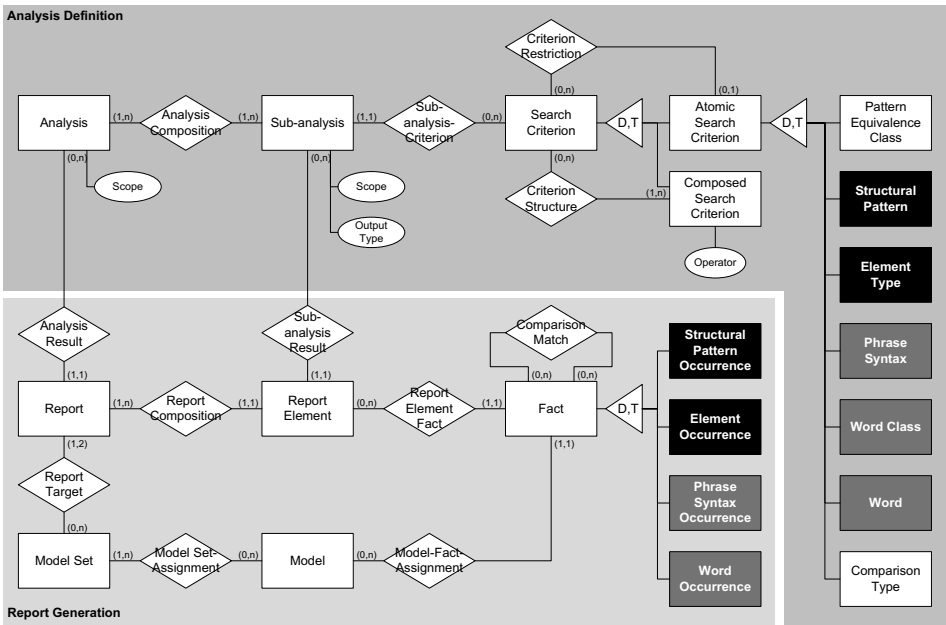 Analysis Definition
Criterion
Restriction
(0,n)
(0,1)
Analysis
(1,n)
Analysis
Composition
(1,n)
Sub-analysis
(1,1)
Sub-
analysis-
Criterion
(0,n)
Search
Criterion
D,T
Atomic
Search
Criterion
D,T
Pattern
Equivalence
Class
(0,n)
(0,n)
(0,n)
Scope
Scope
Output
Type
Criterion
Structure
(1,n)
Composed
Search
Criterion
Operator
Structural
Pattern
Element
Type
Phrase
Syntax
Word Class
Word
Comparison
Type
Analysis
Result
Sub-
analysis
Result
Comparison
Match
(1,1)
(1,1)
(0,n)
(0,n)
Structural
Pattern
Occurrence
Report
(1,n)
Report
Composition
(1,1)
Report
Element
(0,n)
Report
Element
Fact
(1,1)
Fact
D,T
Element
Occurrence
(1,2)
(1,1)
Report
Target
Phrase
Syntax
Occurrence
(0,n)
Model Set
(1,n)
Model Set-
Assignment
(0,n)
Model
(0,n)
Model-Fact-
Assignment
Word
Occurrence
Report Generation